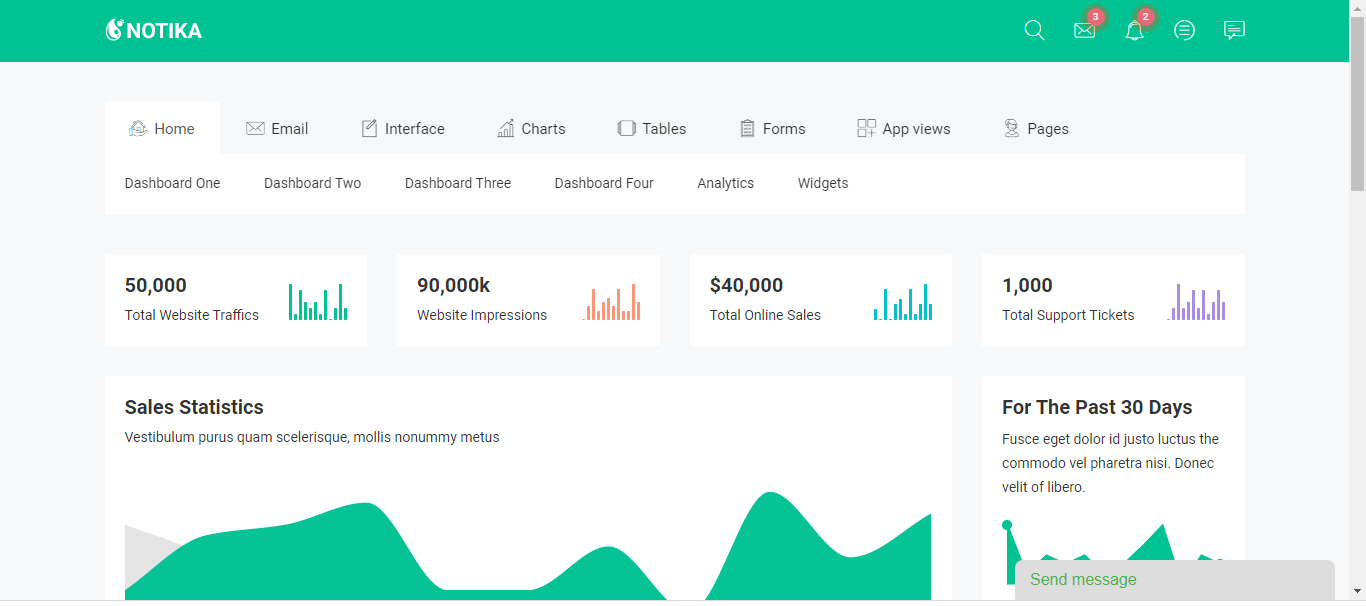 NOTIKA
3
2
Home
Email
Interface
Charts
Tables
Forms
App views
Pages
Dashboard One
Dashboard Two
Dashboard Three
Dashboard Four
Analytics
Widgets
50,000
Total Website Traffics
90,000k
Website Impressions
$40,000
Total Online Sales
1,000
Total Support Tickets
Sales Statistics
Vestibulum purus quam scelerisque, mollis nonummy metus
For The Past 30 Days
Fusce eget dolor id justo luctus the
commodo vel pharetra nisi. Donec
velit of libero.
Send message